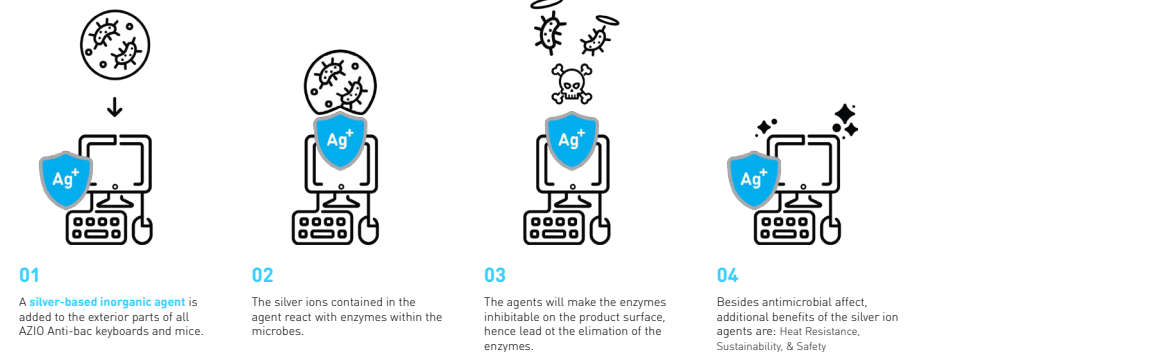 Ag+
Ag+
Ag+
Ag+
01
A silver-based inorganic agent is
added to the exterior parts of all
AZIO Anti-bac keyboards and mice.
02
The silver ions contained in the
agent react with enzymes within the
microbes.
03
The agents will make the enzymes
inhibitable on the product surface,
hence lead ot the elimation of the
enzymes.
04
Besides antimicrobial affect,
additional benefits of the silver ion
agents are: Heat Resistance,
Sustainability, & Safety